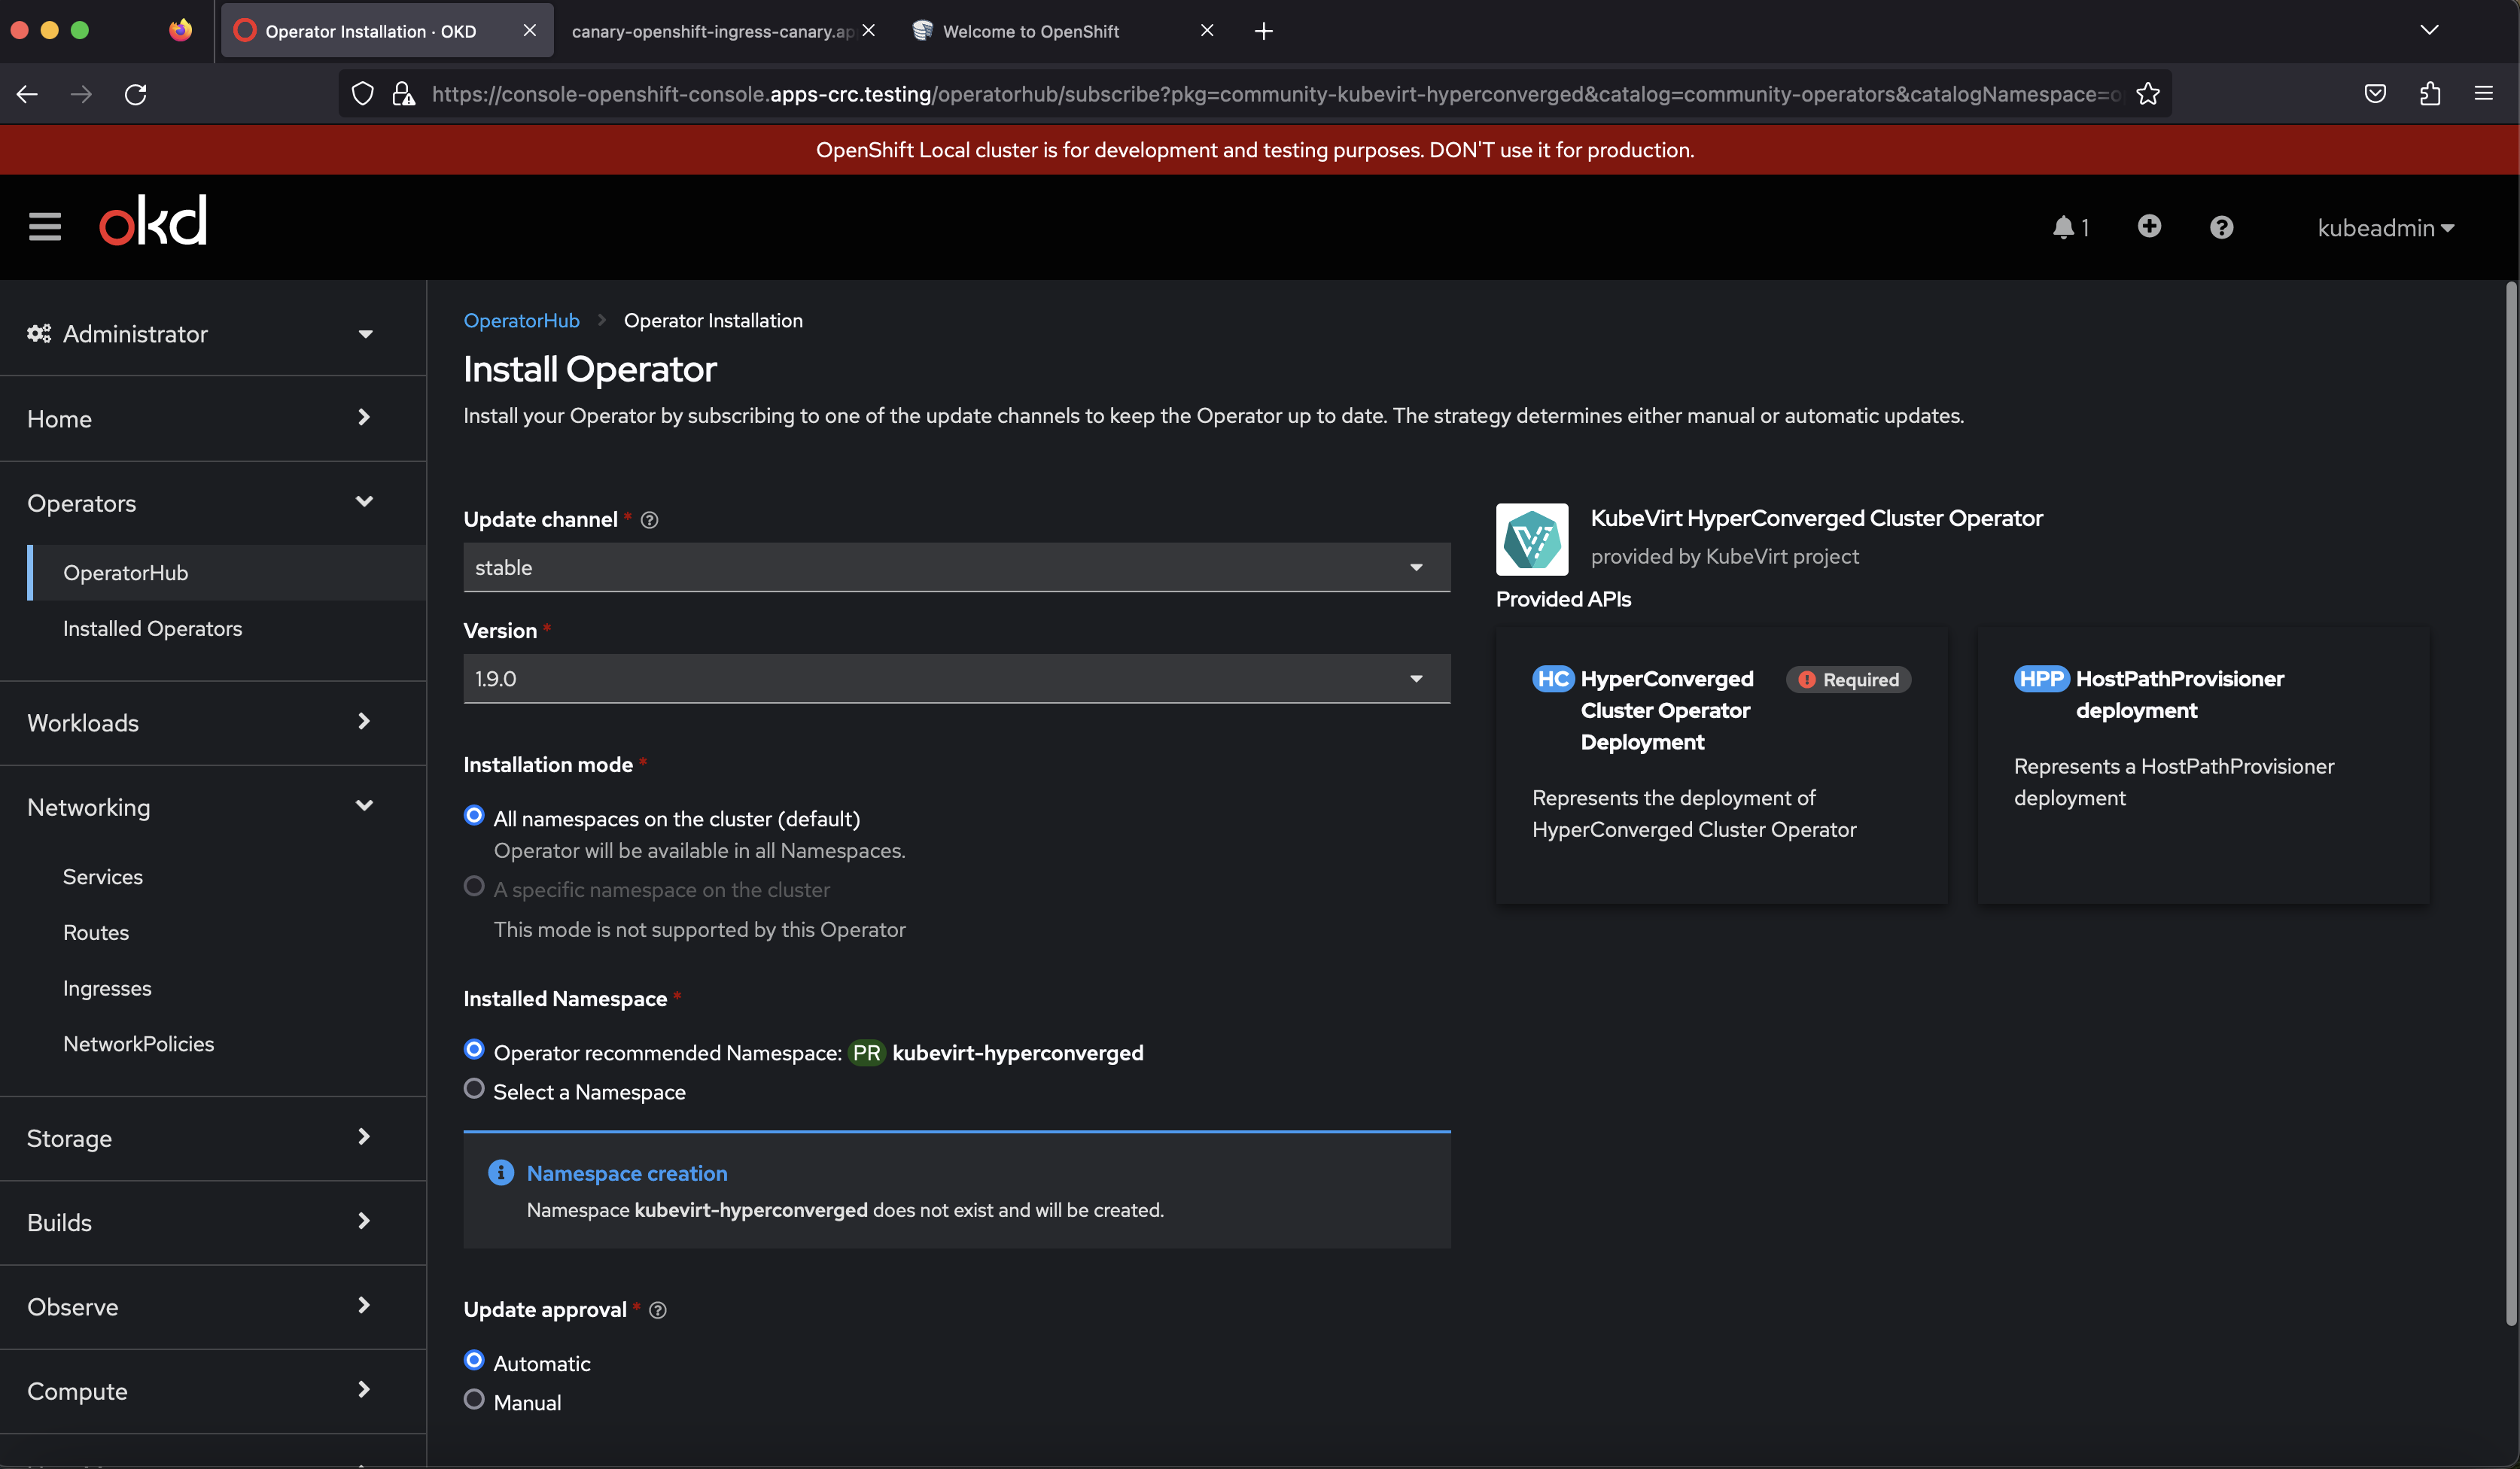 Operator Installation · OKD
canary-openshift-ingress-canary.ap
Welcome to OpenShift
https://console-openshift-console.apps-crc.testing/operatorhub/subscribe?pkg=community-kubevirt-hyperconverged&catalog=community-operators&catalogNamespace=o
OpenShift Local cluster is for development and testing purposes. DON'T use it for production.
okd
1
kubeadmin
Administrator
Home
Operators
OperatorHub
Installed Operators
Workloads
Networking
Services
Routes
Ingresses
NetworkPolicies
Storage
Builds
Observe
Compute
OperatorHub
Operator Installation
Install Operator
Install your Operator by subscribing to one of the update channels to keep the Operator up to date. The strategy determines either manual or automatic updates.
Update channel *
stable
Version *
1.9.0
Installation mode *
All namespaces on the cluster (default)
Operator will be available in all Namespaces.
A specific namespace on the cluster
This mode is not supported by this Operator
Installed Namespace *
Operator recommended Namespace: PR kubevirt-hyperconverged
Select a Namespace
Namespace creation
Namespace kubevirt-hyperconverged does not exist and will be created.
Update approval *
Automatic
Manual
KubeVirt HyperConverged Cluster Operator
provided by KubeVirt project
Provided APIs
HC HyperConverged
Cluster Operator
Deployment
Required
Represents the deployment of
HyperConverged Cluster Operator
HPP HostPathProvisioner
deployment
Represents a HostPathProvisioner
deployment